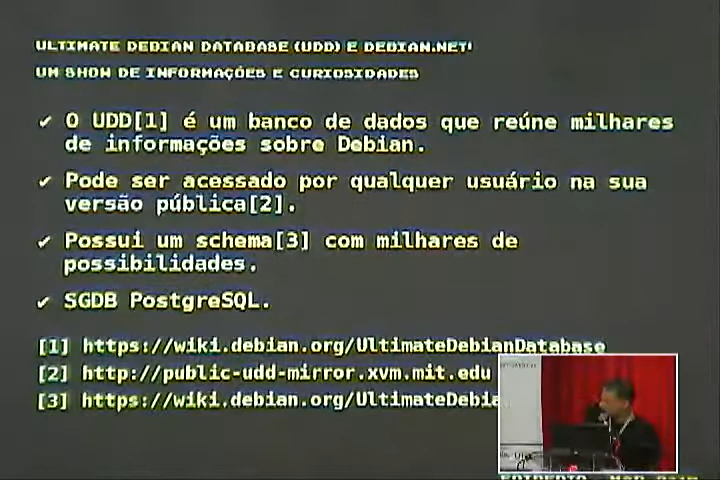 ULTIMATE DEBIAN DATABASE (UDD) E DEBIAN.NET!
UM SHOW DE INFORMAÇÕES E CURIOSIDADES
✔ O UDD[1] é um banco de dados que reúne milhares
de informações sobre Debian.
✔ Pode ser acessado por qualquer usuário na sua
versão pública[2].
✔ Possui um schema[3] com milhares de
possibilidades.
✔ SGDB PostgreSQL.
[1] https://wiki.debian.org/UltimateDebianDatabase
[2] http://public-udd-mirror.xvm.mit.edu
[3] https://wiki.debian.org/UltimateDebia